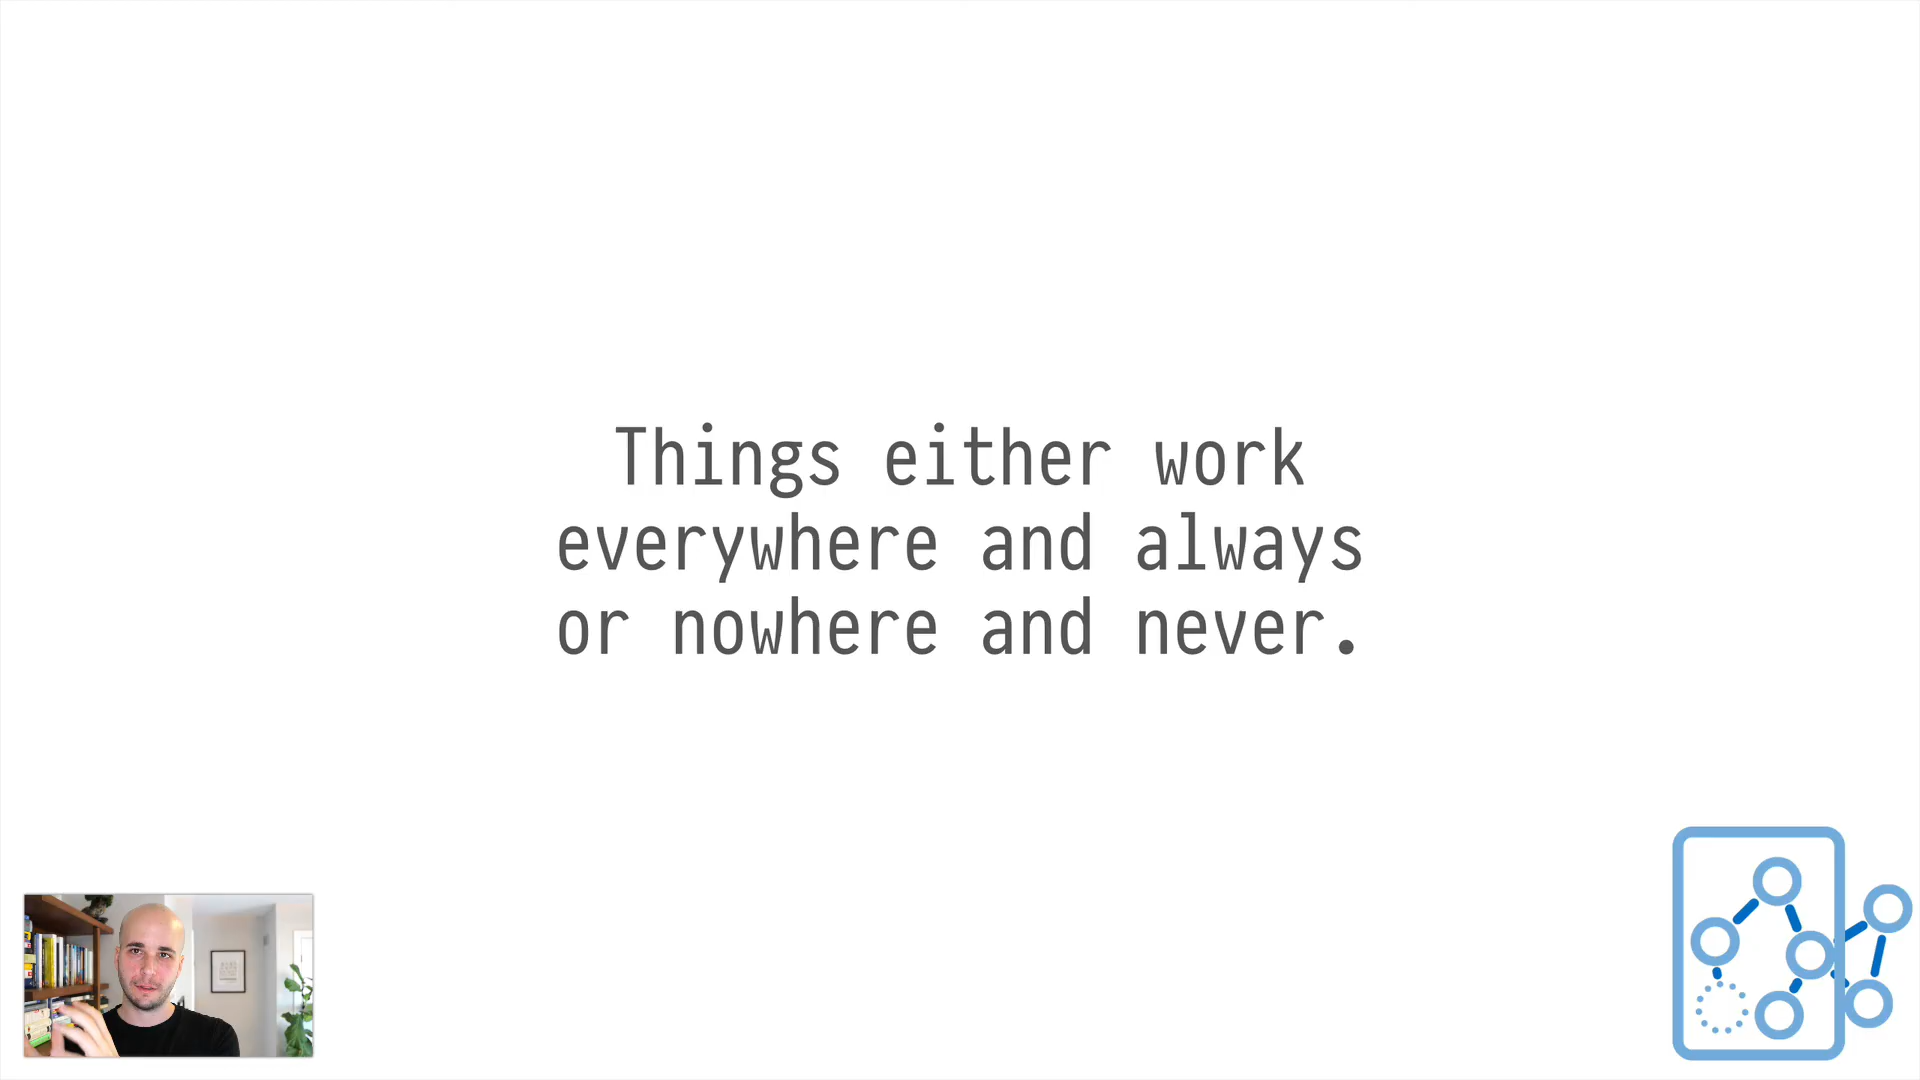 Things either work
everywhere and always
or nowhere and never.